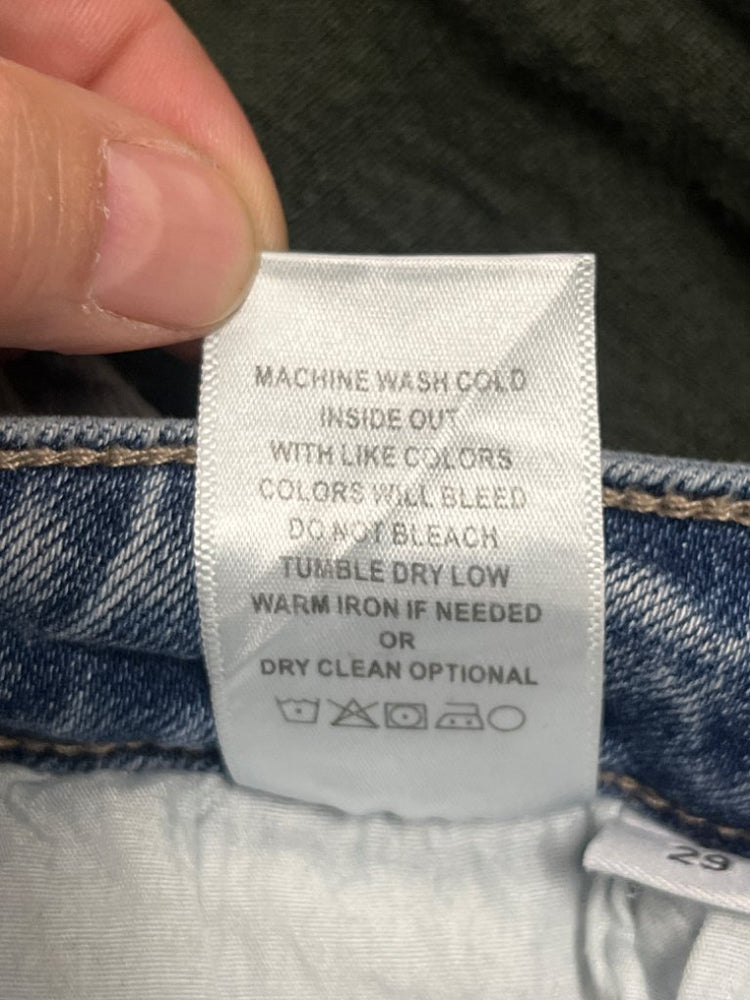 MACHINE WASH COLD
INSIDE OUT
WITH LIKE COLORS
COLORS WILL BLEED
DO NOT BLEACH
TUMBLE DRY LOW
WARM IRON IF NEEDED
OR
DRY CLEAN OPTIONAL
29